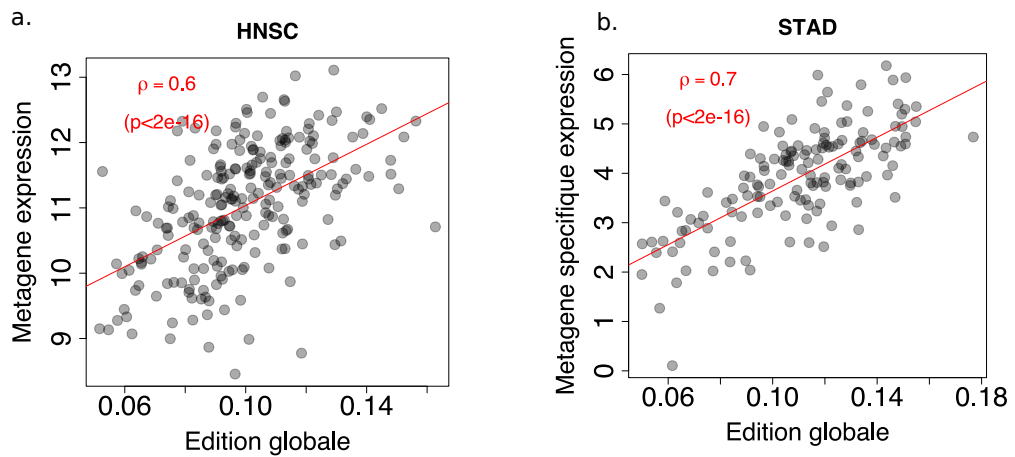 a.
HNSC
ρ = 0.6
(p<2e-16)
Metagene expression
13
12
11
10
9
0.06
0.10
0.14
Edition globale
b.
STAD
ρ = 0.7
(p<2e-16)
Metagene specifique expression
6
5
4
3
2
1
0
0.06
0.10
0.14
0.18
Edition globale